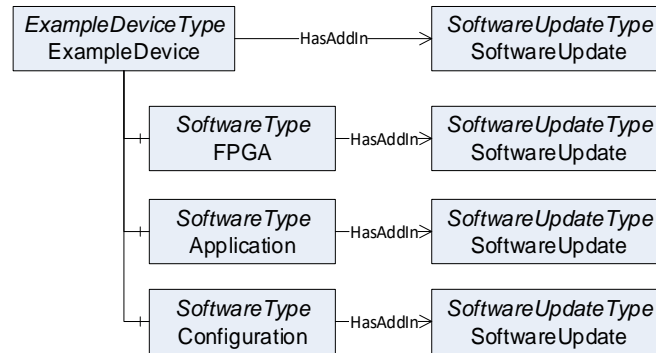 ExampleDeviceType
ExampleDevice
HasAddIn
SoftwareUpdateType
SoftwareUpdate
SoftwareType
FPGA
HasAddIn
SoftwareUpdateType
SoftwareUpdate
SoftwareType
Application
HasAddIn
SoftwareUpdateType
SoftwareUpdate
SoftwareType
Configuration
HasAddIn
SoftwareUpdateType
SoftwareUpdate